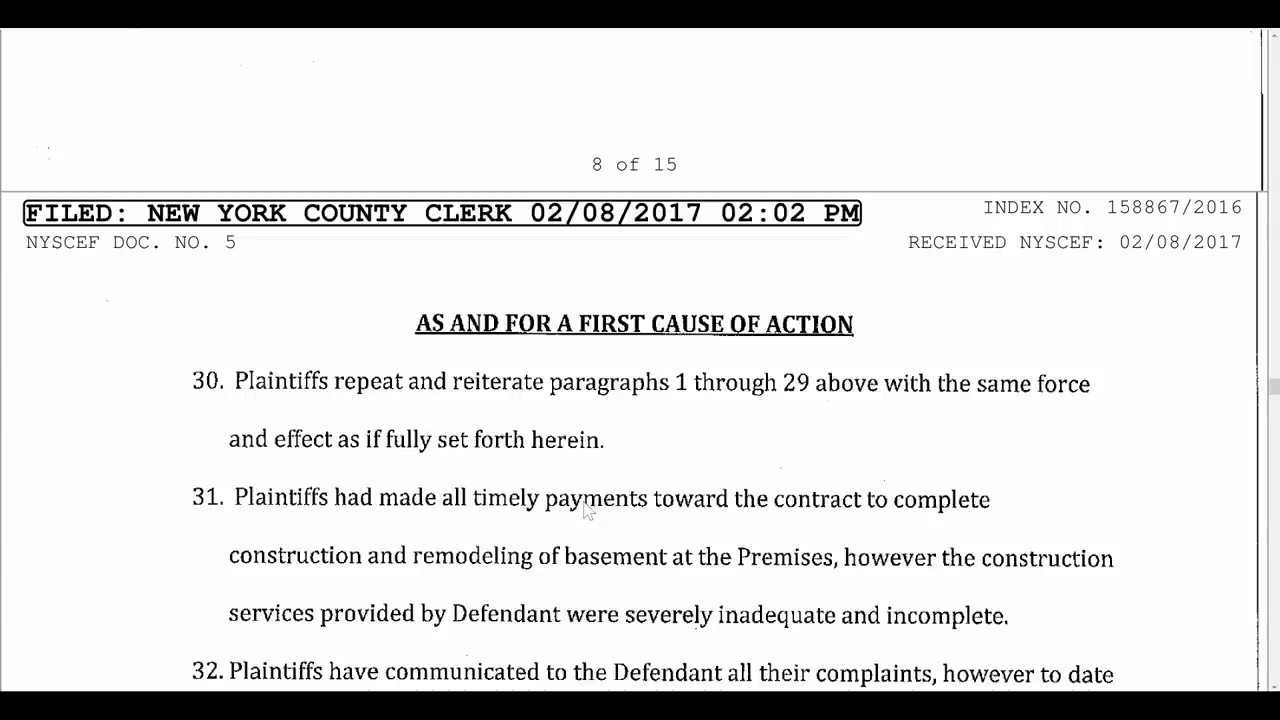 8 of 15
FILED: NEW YORK COUNTY CLERK 02/08/2017 02:02 PM
INDEX NO. 158867/2016
NYSCEF DOC. NO. 5
RECEIVED NYSCEF: 02/08/2017
AS AND FOR A FIRST CAUSE OF ACTION
30. Plaintiffs repeat and reiterate paragraphs 1 through 29 above with the same force
and effect as if fully set forth herein.
31. Plaintiffs had made all timely payments toward the contract to complete
construction and remodeling of basement at the Premises, however the construction
services provided by Defendant were severely inadequate and incomplete.
32. Plaintiffs have communicated to the Defendant all their complaints, however to date